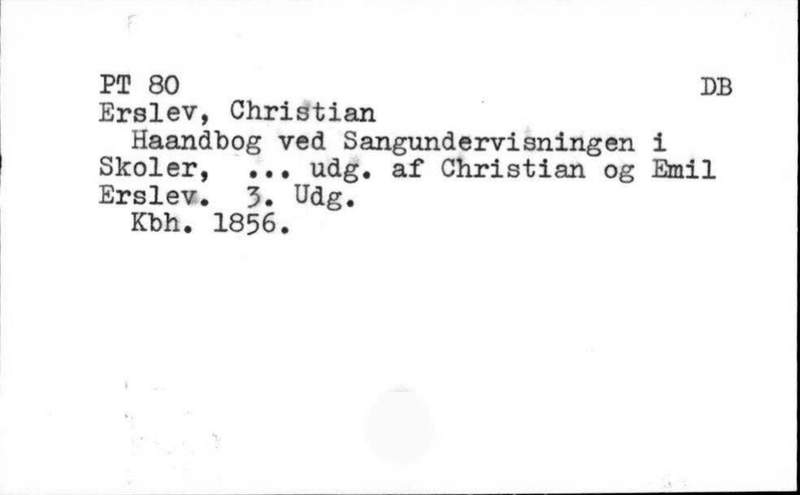 PT 80 DB
Erslev, Christian
Haandbog ved Sangundervisningen i
Skoler, ... udg. af Christian og Emil
Erslev. 3. Udg.
Kbh. 1856.